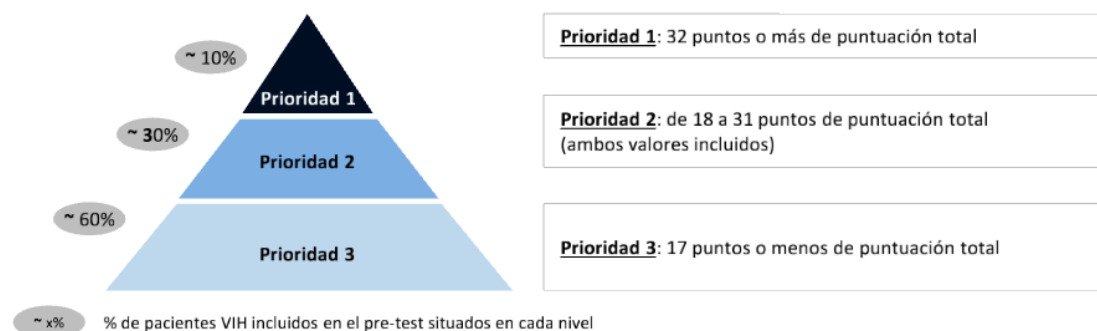 ~ 10%
Prioridad 1
Prioridad 1: 32 puntos o más de puntuación total
~ 30%
Prioridad 2
Prioridad 2: de 18 a 31 puntos de puntuación total
(ambos valores incluidos)
~ 60%
Prioridad 3
Prioridad 3: 17 puntos o menos de puntuación total
~ x%
% de pacientes VIH incluidos en el pre-test situados en cada nivel